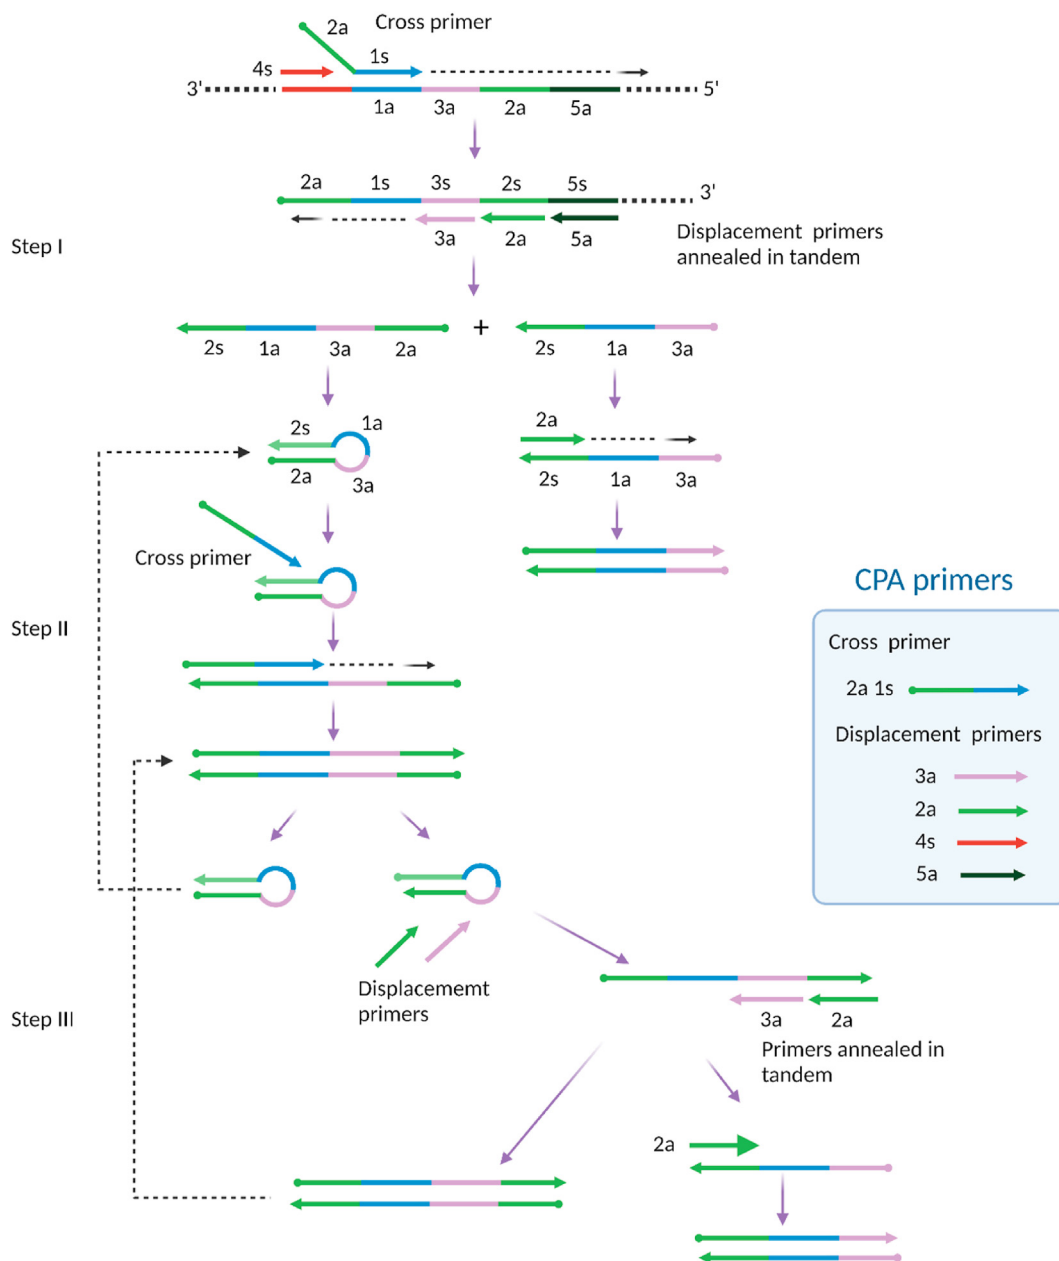 2a
Cross primer
1s
4s
3'
5'
1a 3a 2a 5a
2a 1s 3s 2s 5s
3'
3a 2a 5a
Displacement primers
annealed in tandem
Step I
+
2s 1a 3a 2a
2s 1a 3a
2s 1a
2a 3a
2a
2s 1a 3a
Cross primer
Step II
CPA primers
Cross primer
2a 1s
Displacement primers
3a
2a
4s
5a
Displacememt
primers
Step III
3a 2a
Primers annealed in
tandem
2a